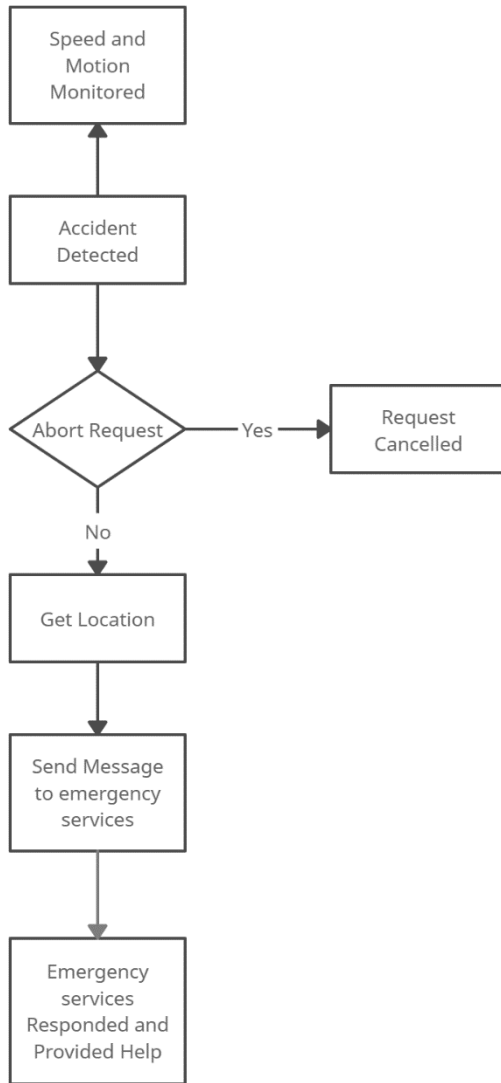 Speed and
Motion
Monitored
Accident
Detected
Abort Request
Yes
Request
Cancelled
No
Get Location
Send Message
to emergency
services
Emergency
services
Responded and
Provided Help